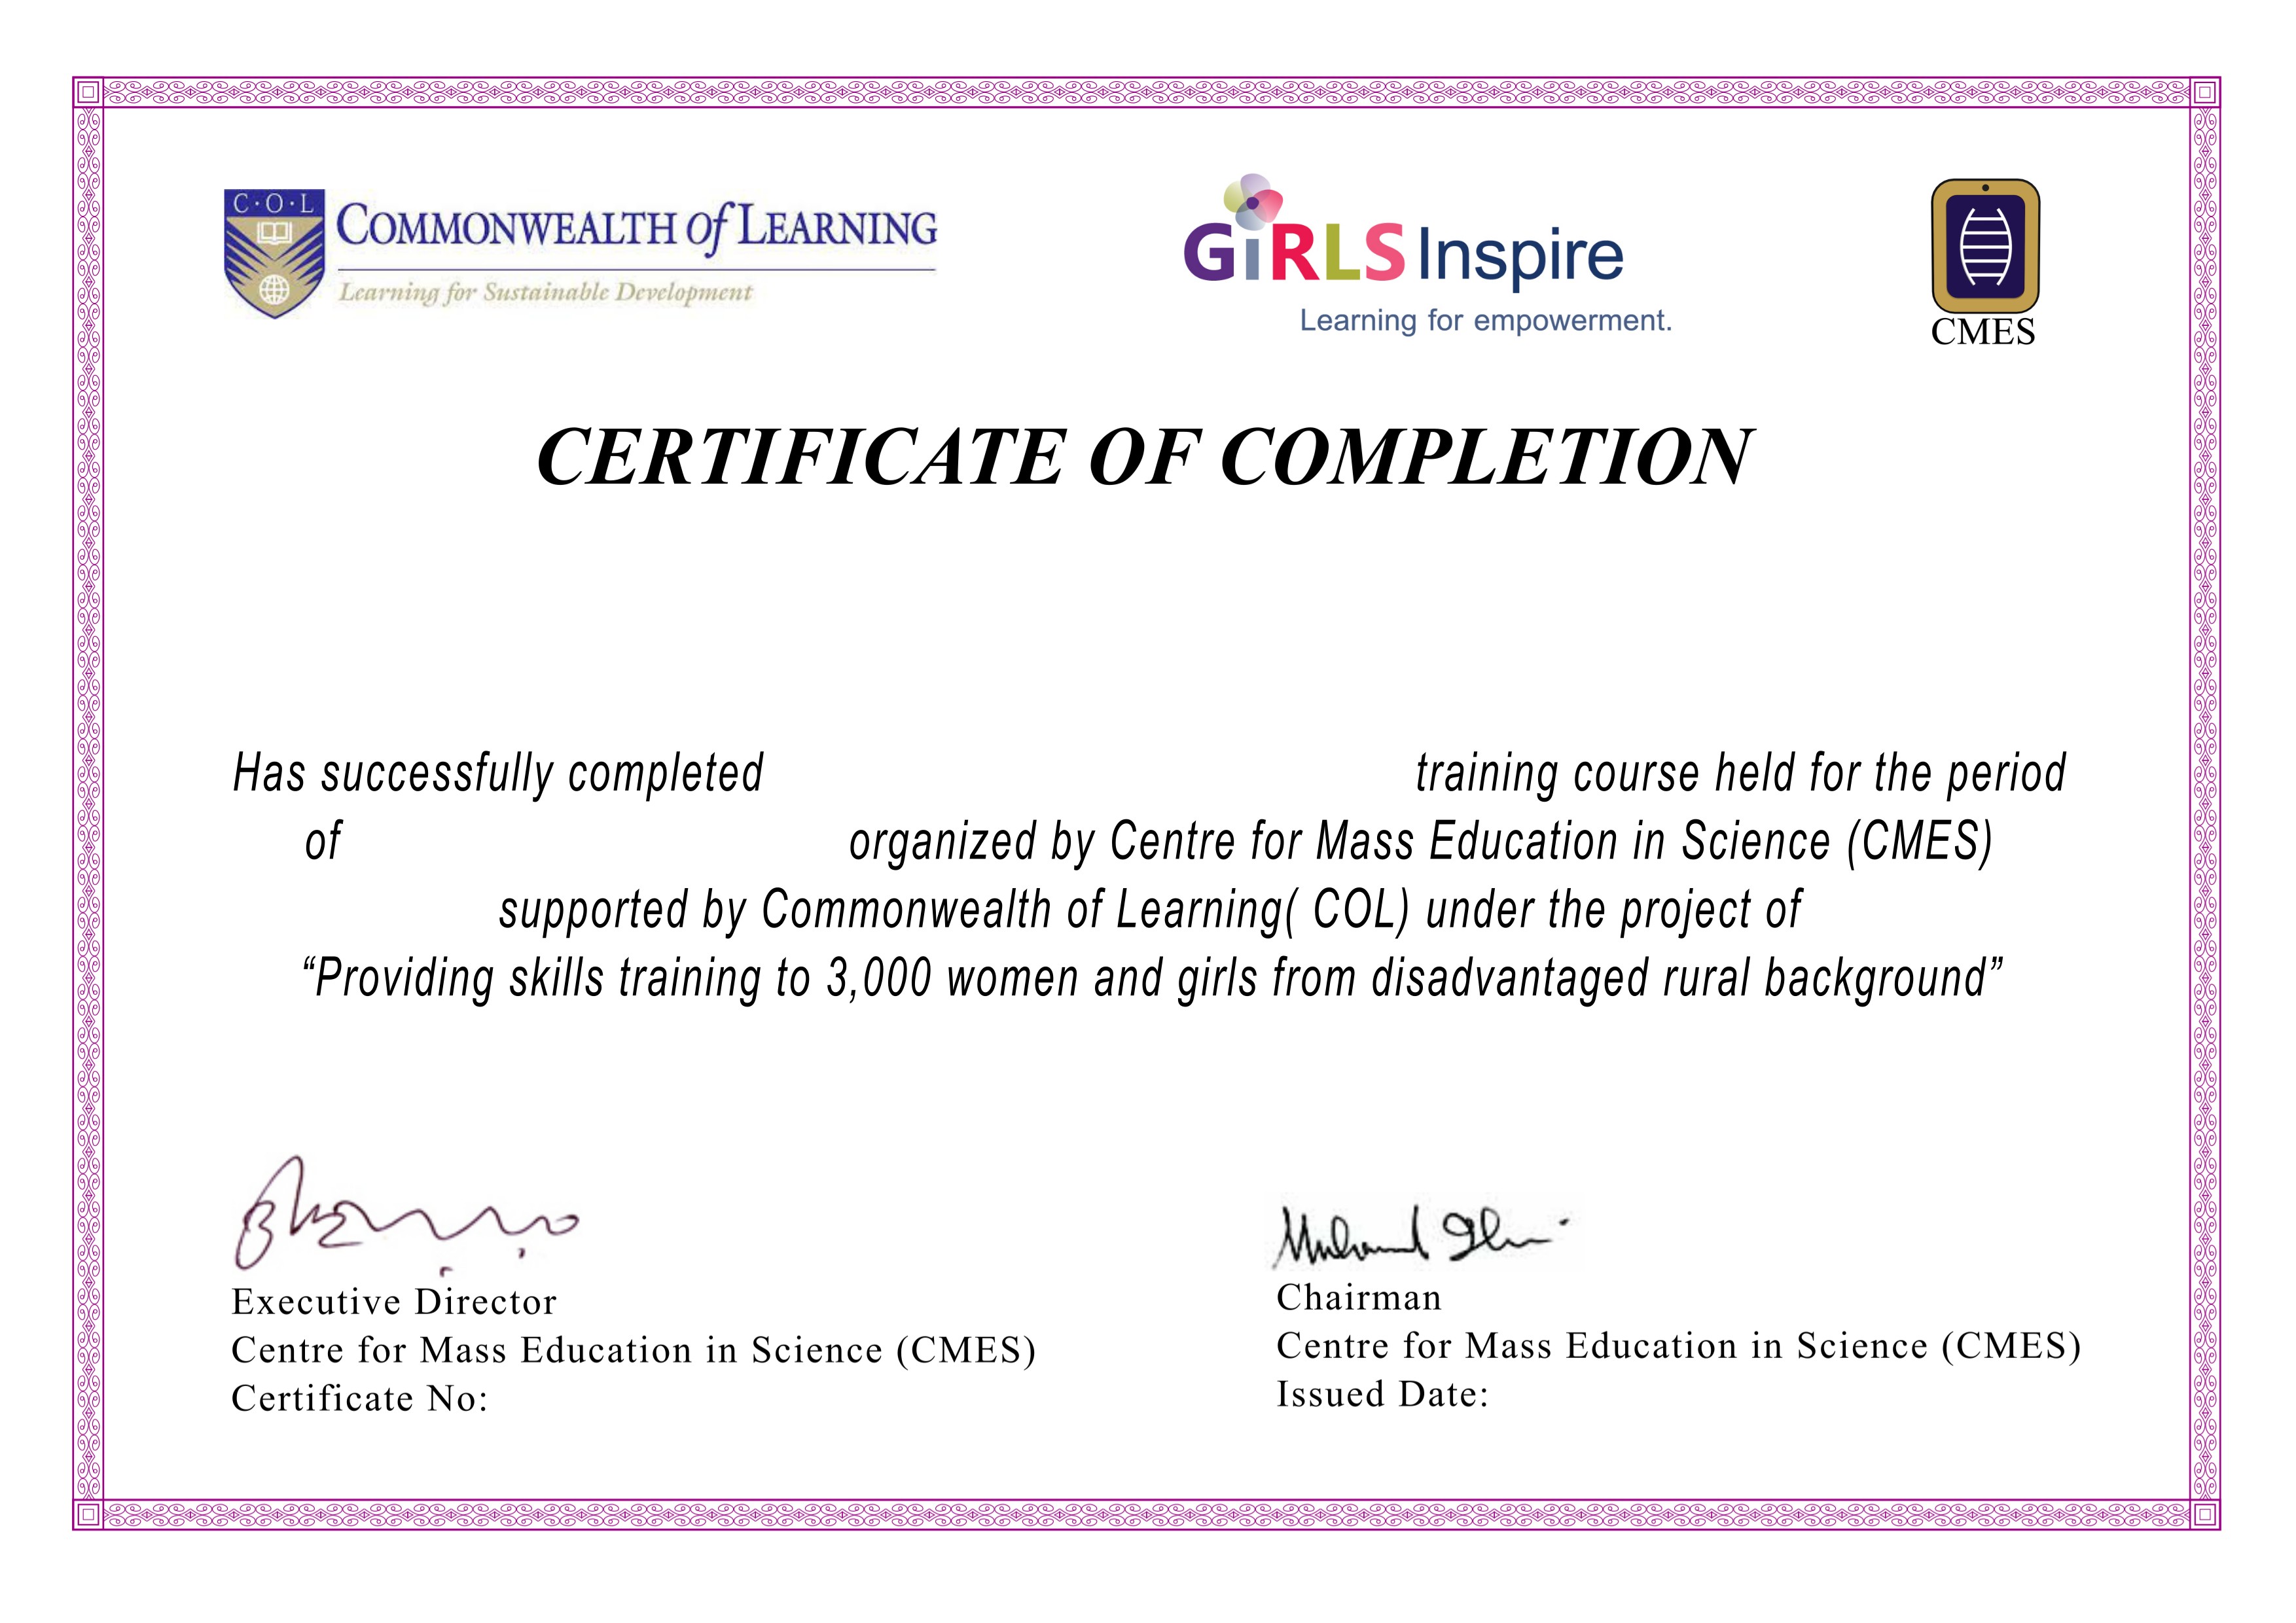 C·O·L
COMMONWEALTH of LEARNING
Learning for Sustainable Development
GiRLS Inspire
Learning for empowerment.
CMES
CERTIFICATE OF COMPLETION
Has successfully completed training course held for the period
of organized by Centre for Mass Education in Science (CMES)
supported by Commonwealth of Learning( COL) under the project of
“Providing skills training to 3,000 women and girls from disadvantaged rural background”
Executive Director
Centre for Mass Education in Science (CMES)
Certificate No:
Chairman
Centre for Mass Education in Science (CMES)
Issued Date: